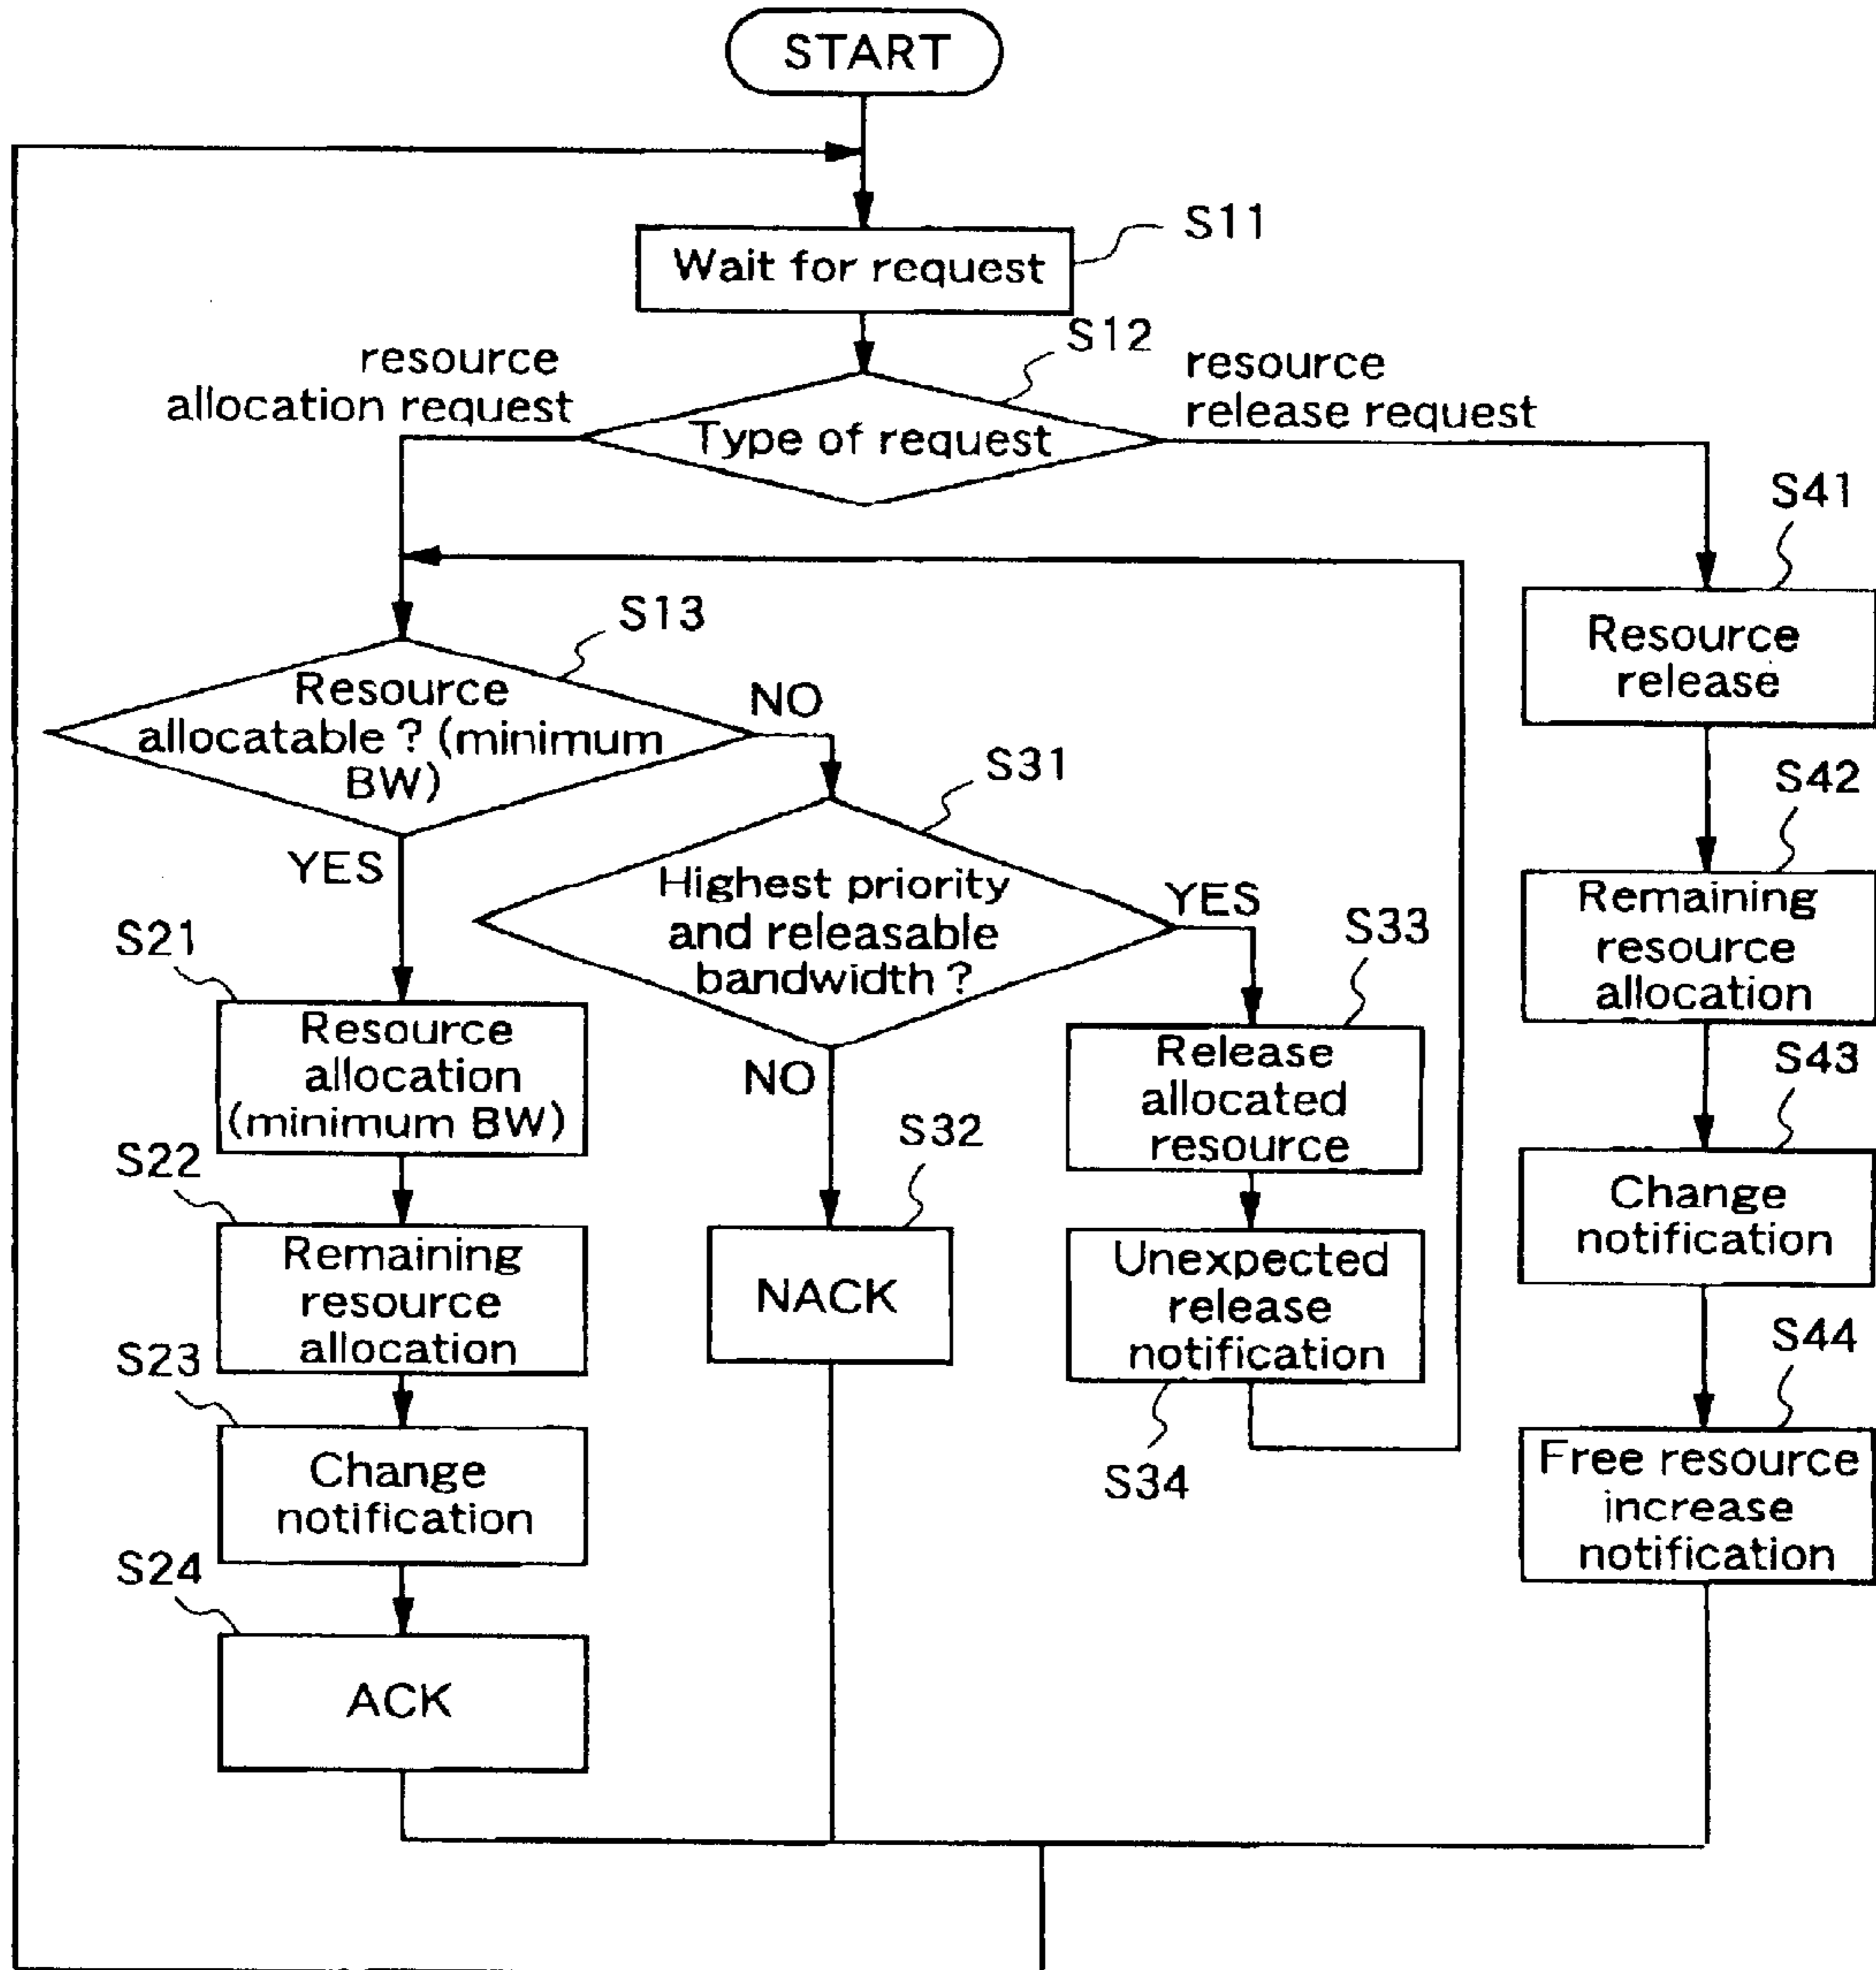 START
S11
Wait for request
S12
resource
allocation request
resource
release request
Type of request
S41
Resource
release
S13
Resource
allocatable ? (minimum
BW)
NO
YES
S31
Highest priority
and releasable
bandwidth ?
YES
NO
S42
Remaining
resource
allocation
S21
Resource
allocation
(minimum BW)
S33
Release
allocated
resource
S43
Change
notification
S22
Remaining
resource
allocation
S32
NACK
Unexpected
release
notification
S34
S44
Free resource
increase
notification
S23
Change
notification
S24
ACK